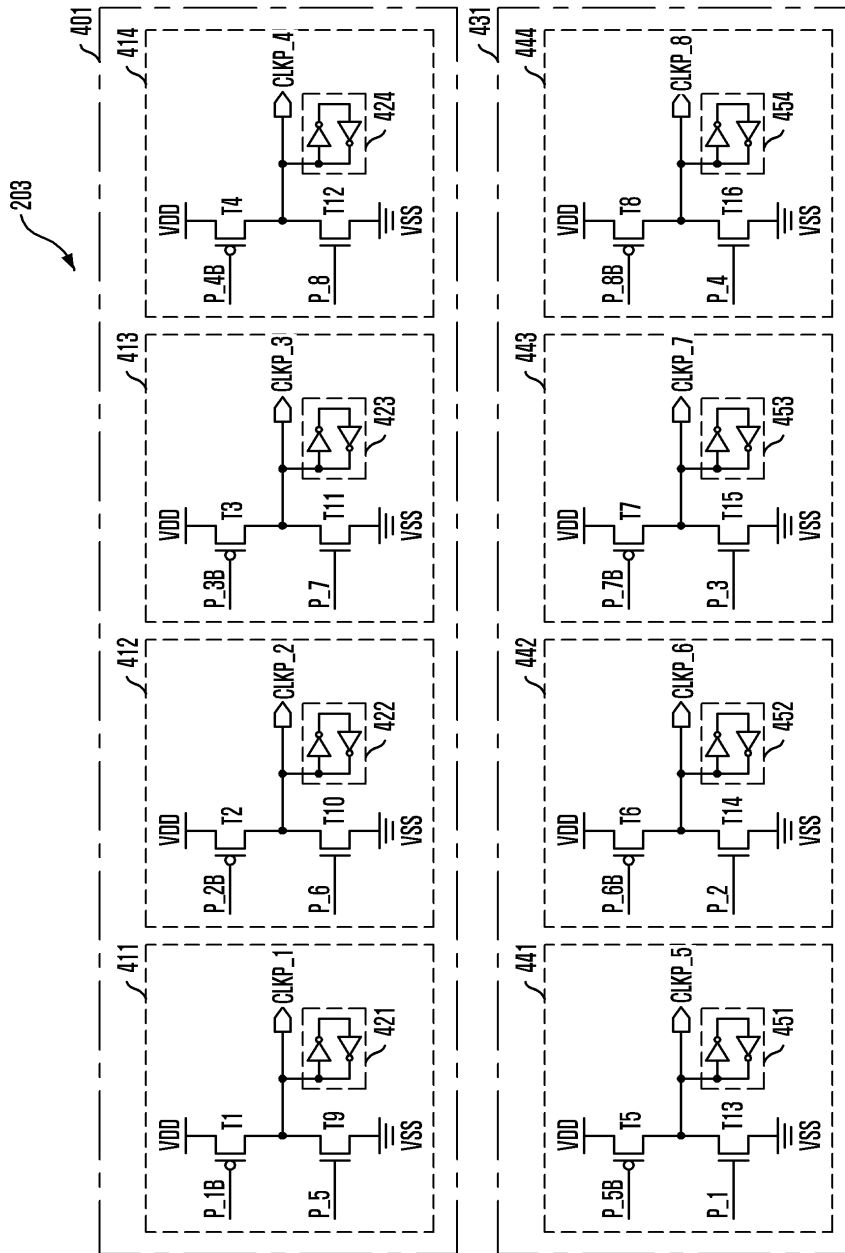 203
401
411
VDD
P_1B
T1
CLKP_1
P_5
T9
421
VSS
412
VDD
P_2B
T2
CLKP_2
P_6
T10
422
VSS
413
VDD
P_3B
T3
CLKP_3
P_7
T11
423
VSS
414
VDD
P_4B
T4
CLKP_4
P_8
T12
424
VSS
431
441
VDD
P_5B
T5
CLKP_5
P_1
T13
451
VSS
442
VDD
P_6B
T6
CLKP_6
P_2
T14
452
VSS
443
VDD
P_7B
T7
CLKP_7
P_3
T15
453
VSS
444
VDD
P_8B
T8
CLKP_8
P_4
T16
454
VSS